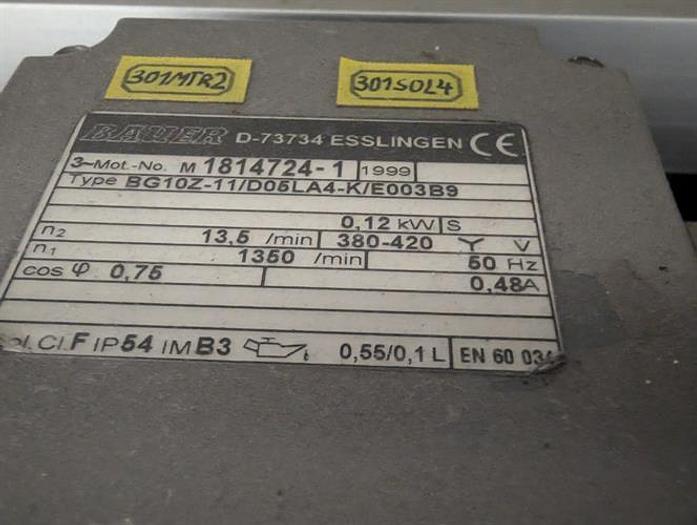 301MTR2 301SOL4
BAUER D-73734 ESSLINGEN CE
3~Mot.-No. M 1814724-1 1999
Type BG10Z-11/D05LA4-K/E003B9
0,12 kW S
n2 13,5 /min 380-420 Y V
n1 1350 /min 50 Hz
cos φ 0,75 0,48A
Cl. F IP54 IM B3 0,55/0,1 L EN 60 034